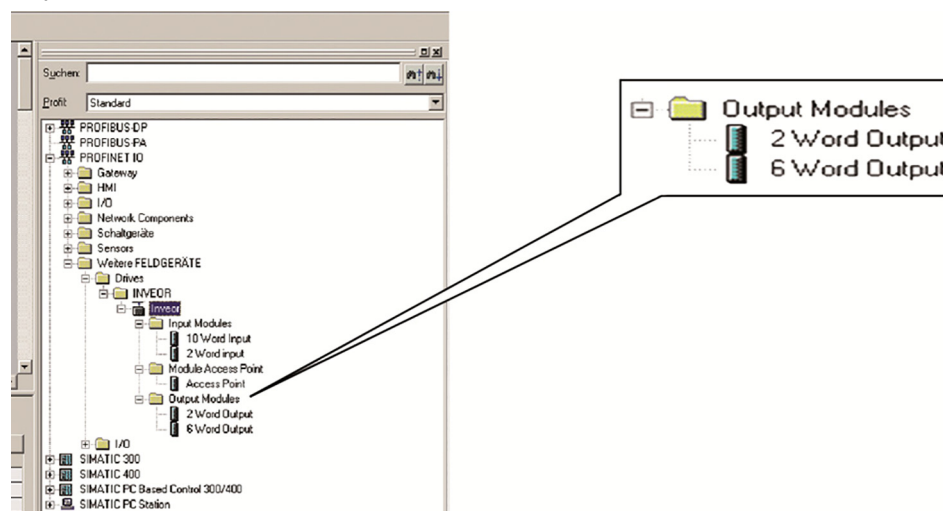 Suchen:
Profil: Standard
PROFIBUS-DP
PROFIBUS-PA
PROFINET IO
Gateway
HMI
I/O
Network Components
Schaltgeräte
Sensors
Weitere FELDGERÄTE
Drives
INVEOR
Inveor
Input Modules
10 Word Input
2 Word input
Module Access Point
Access Point
Output Modules
2 Word Output
6 Word Output
I/O
SIMATIC 300
SIMATIC 400
SIMATIC PC Based Control 300/400
SIMATIC PC Station
Output Modules
2 Word Output
6 Word Output